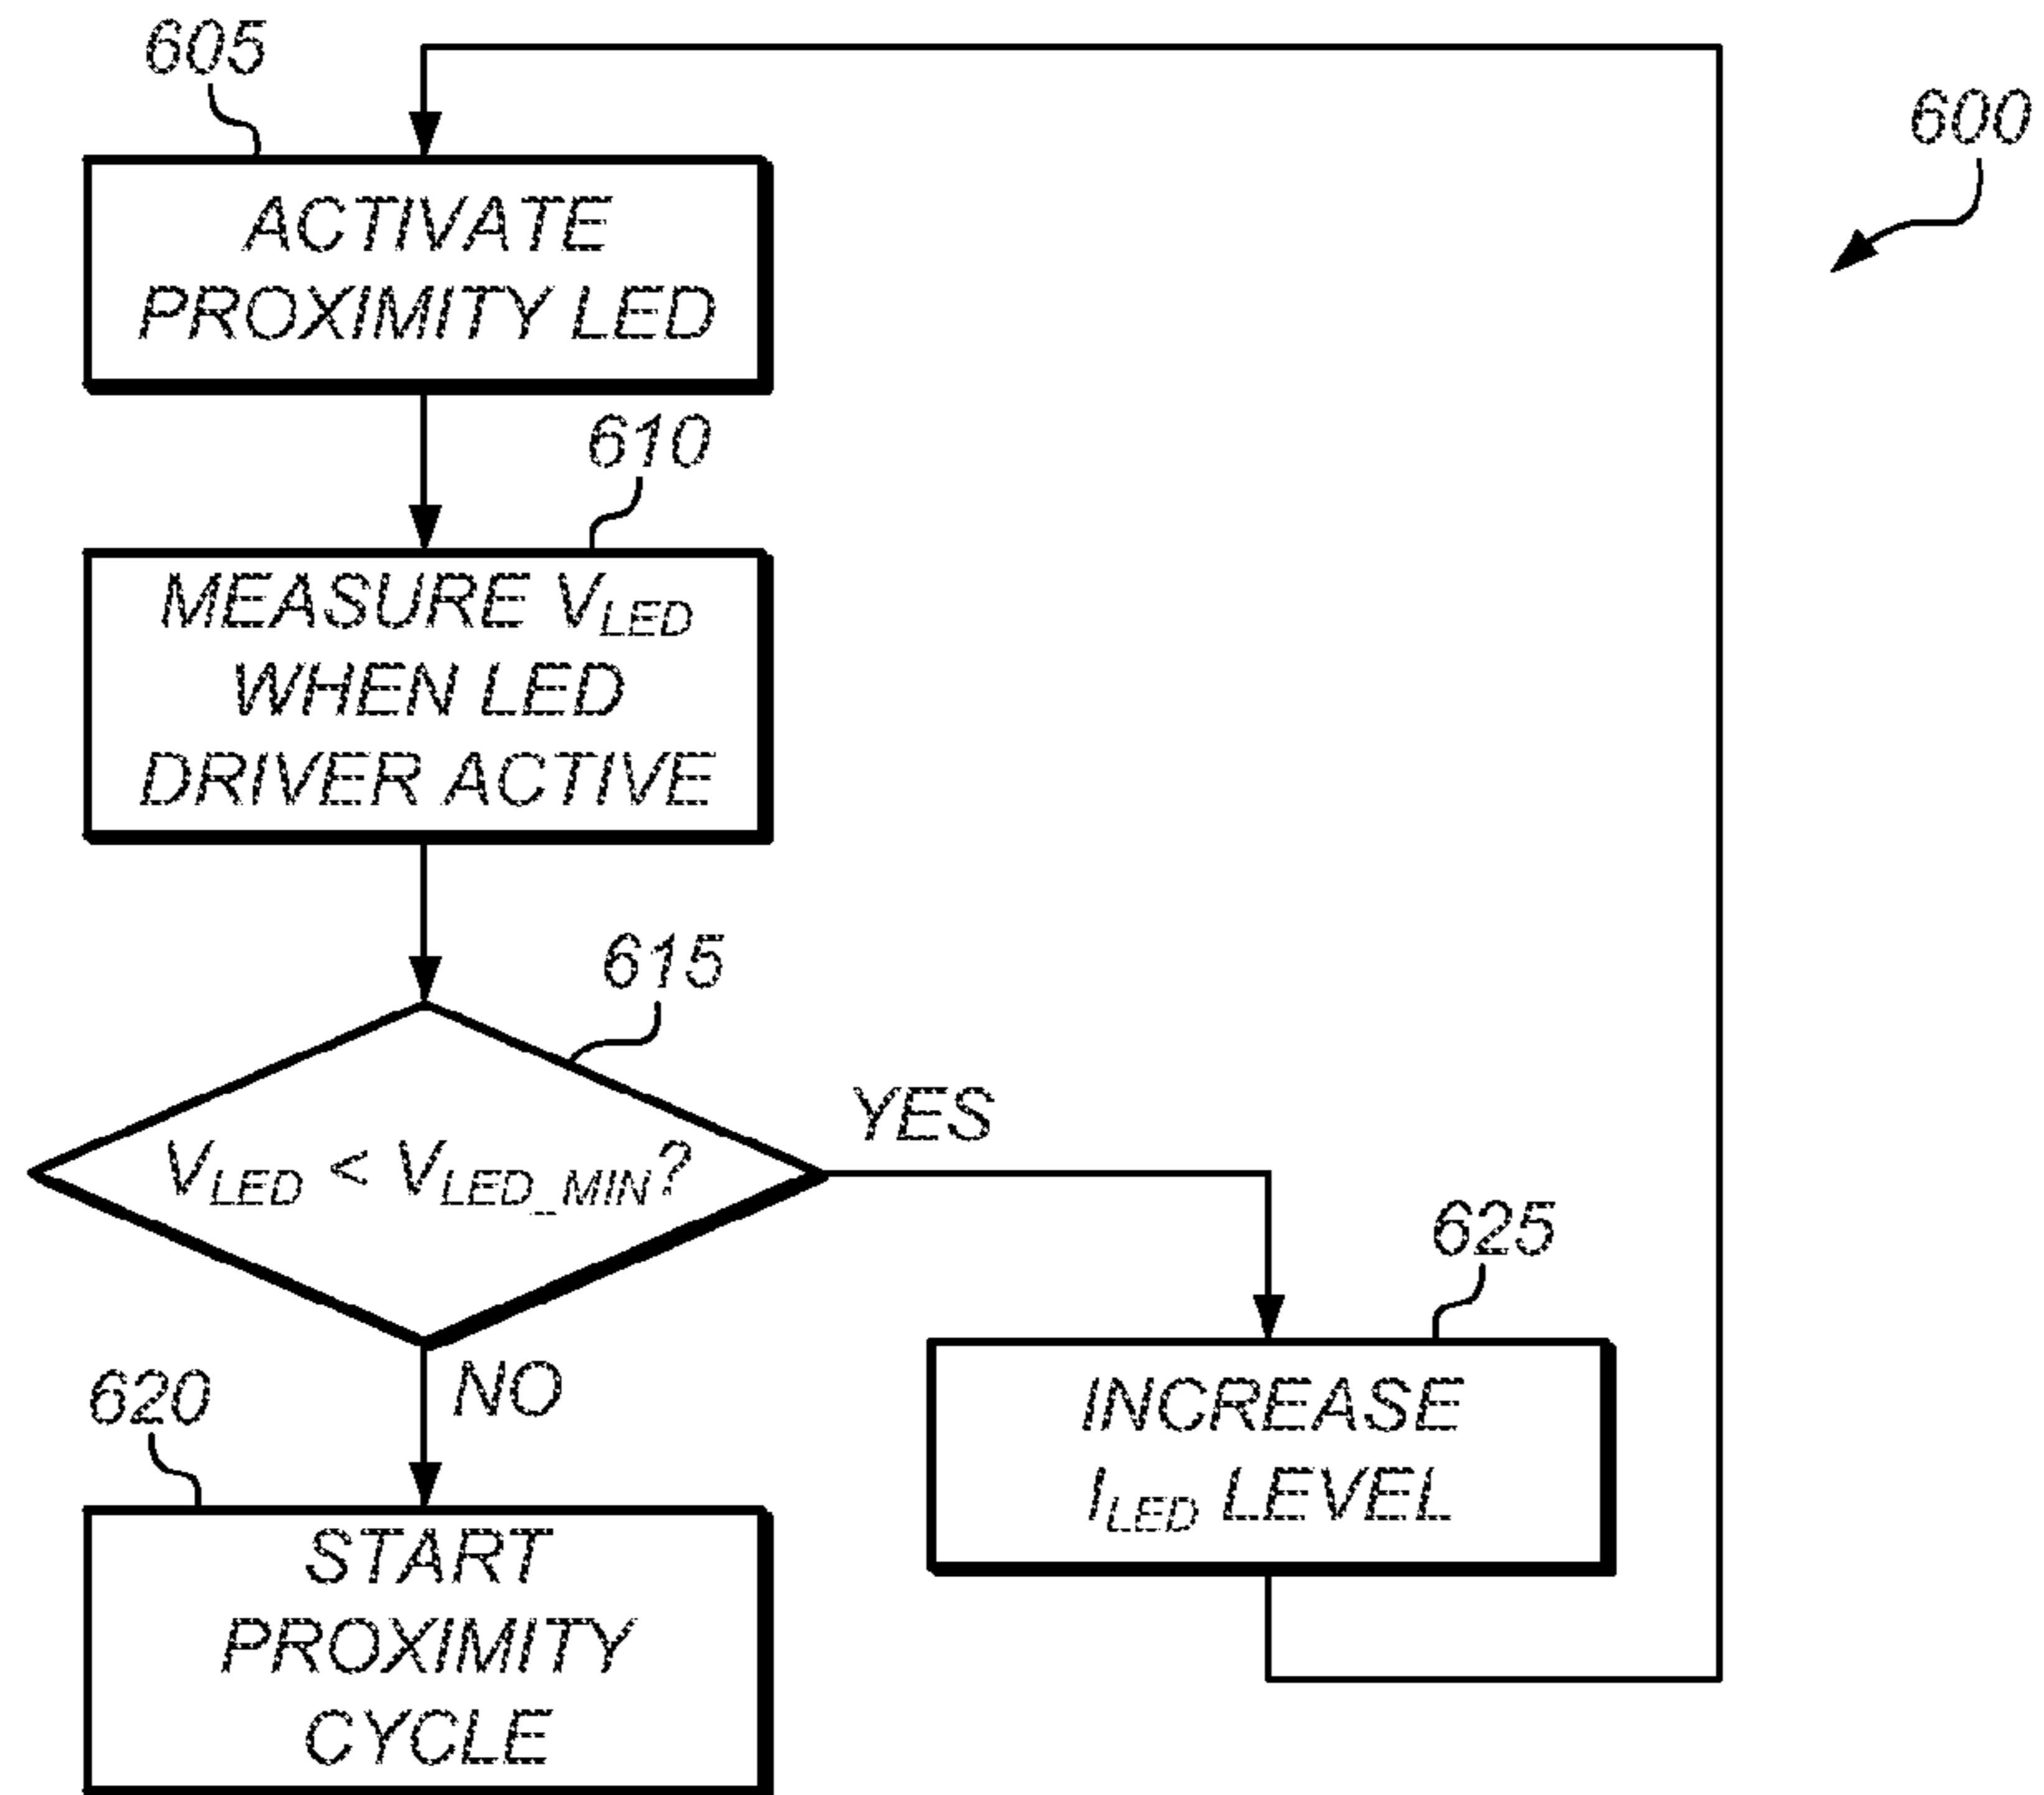 605
600
ACTIVATE
PROXIMITY LED
610
MEASURE VLED
WHEN LED
DRIVER ACTIVE
615
VLED < VLED_MIN?
YES
NO
625
INCREASE
ILED LEVEL
620
START
PROXIMITY
CYCLE